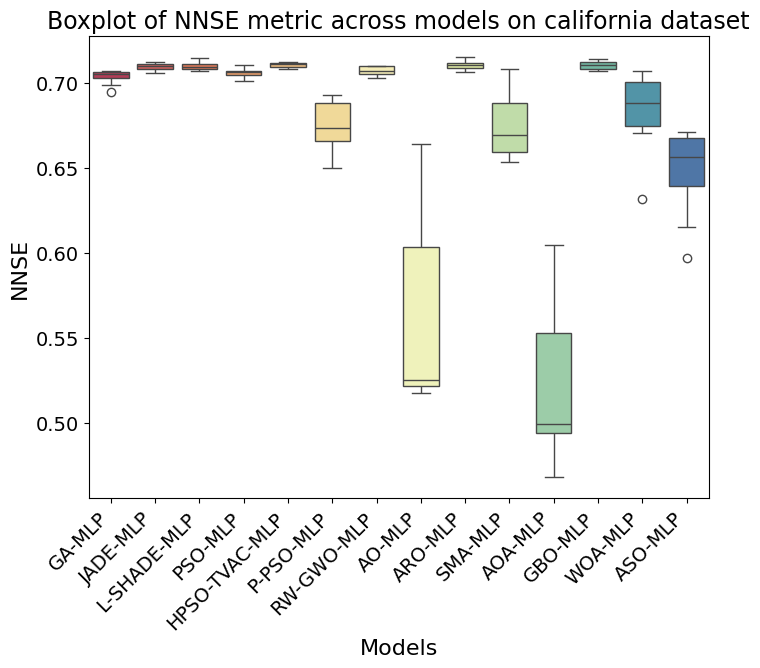 Boxplot of NNSE metric across models on california dataset
0.70
0.65
0.60
0.55
0.50
NNSE
GA-MLP
JADE-MLP
L-SHADE-MLP
PSO-MLP
HPSO-TVAC-MLP
P-PSO-MLP
RW-GWO-MLP
AO-MLP
ARO-MLP
SMA-MLP
AOA-MLP
GBO-MLP
WOA-MLP
ASO-MLP
Models